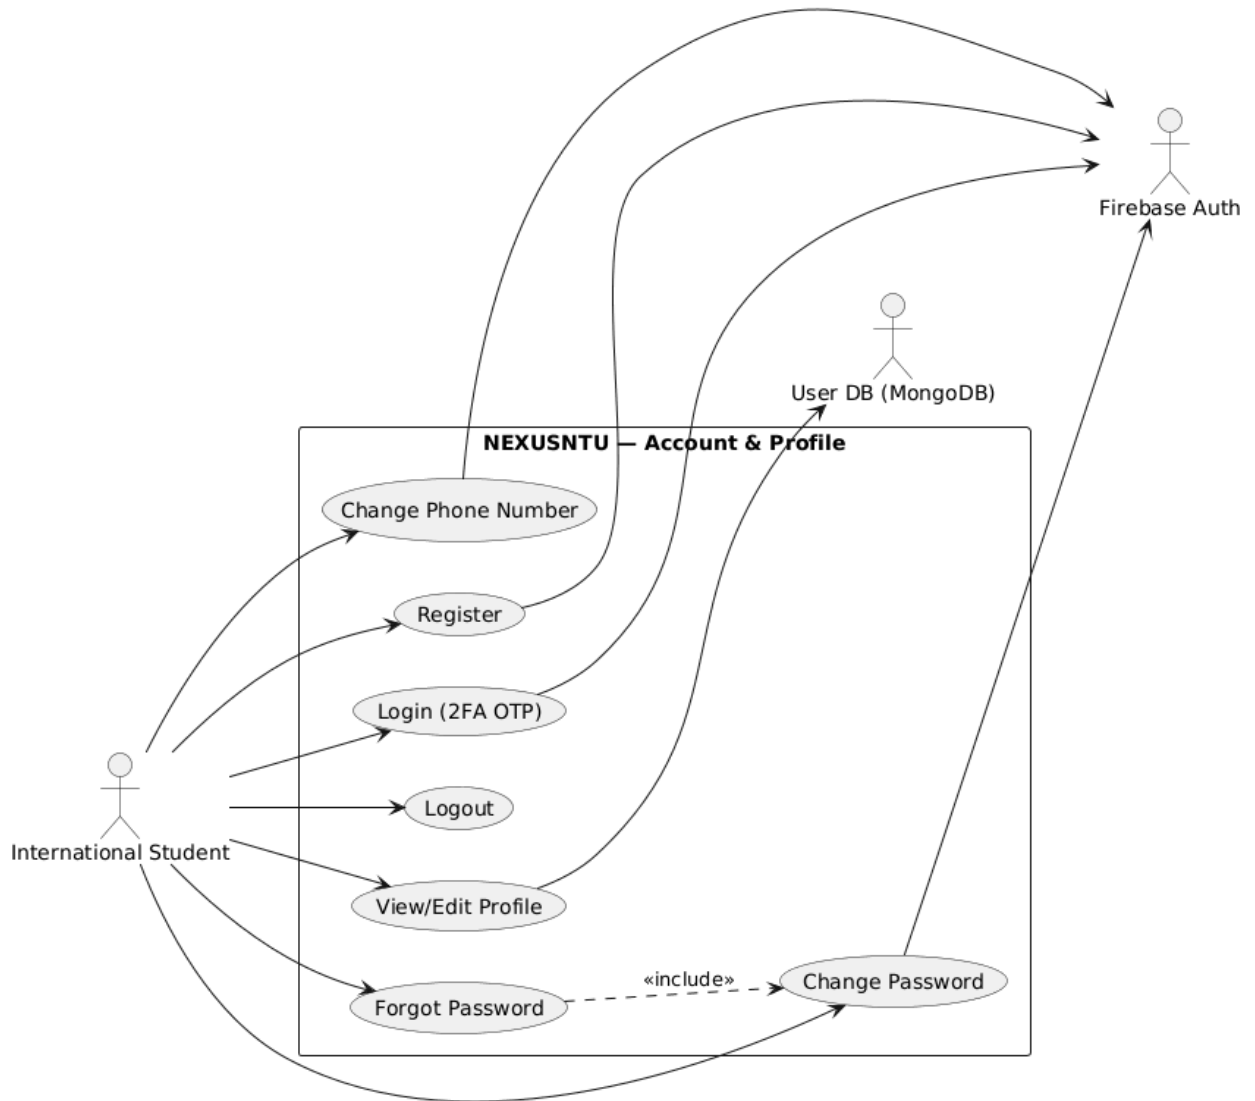 Firebase Auth
User DB (MongoDB)
NEXUSNTU — Account & Profile
Change Phone Number
Register
Login (2FA OTP)
Logout
International Student
View/Edit Profile
«include»
Change Password
Forgot Password